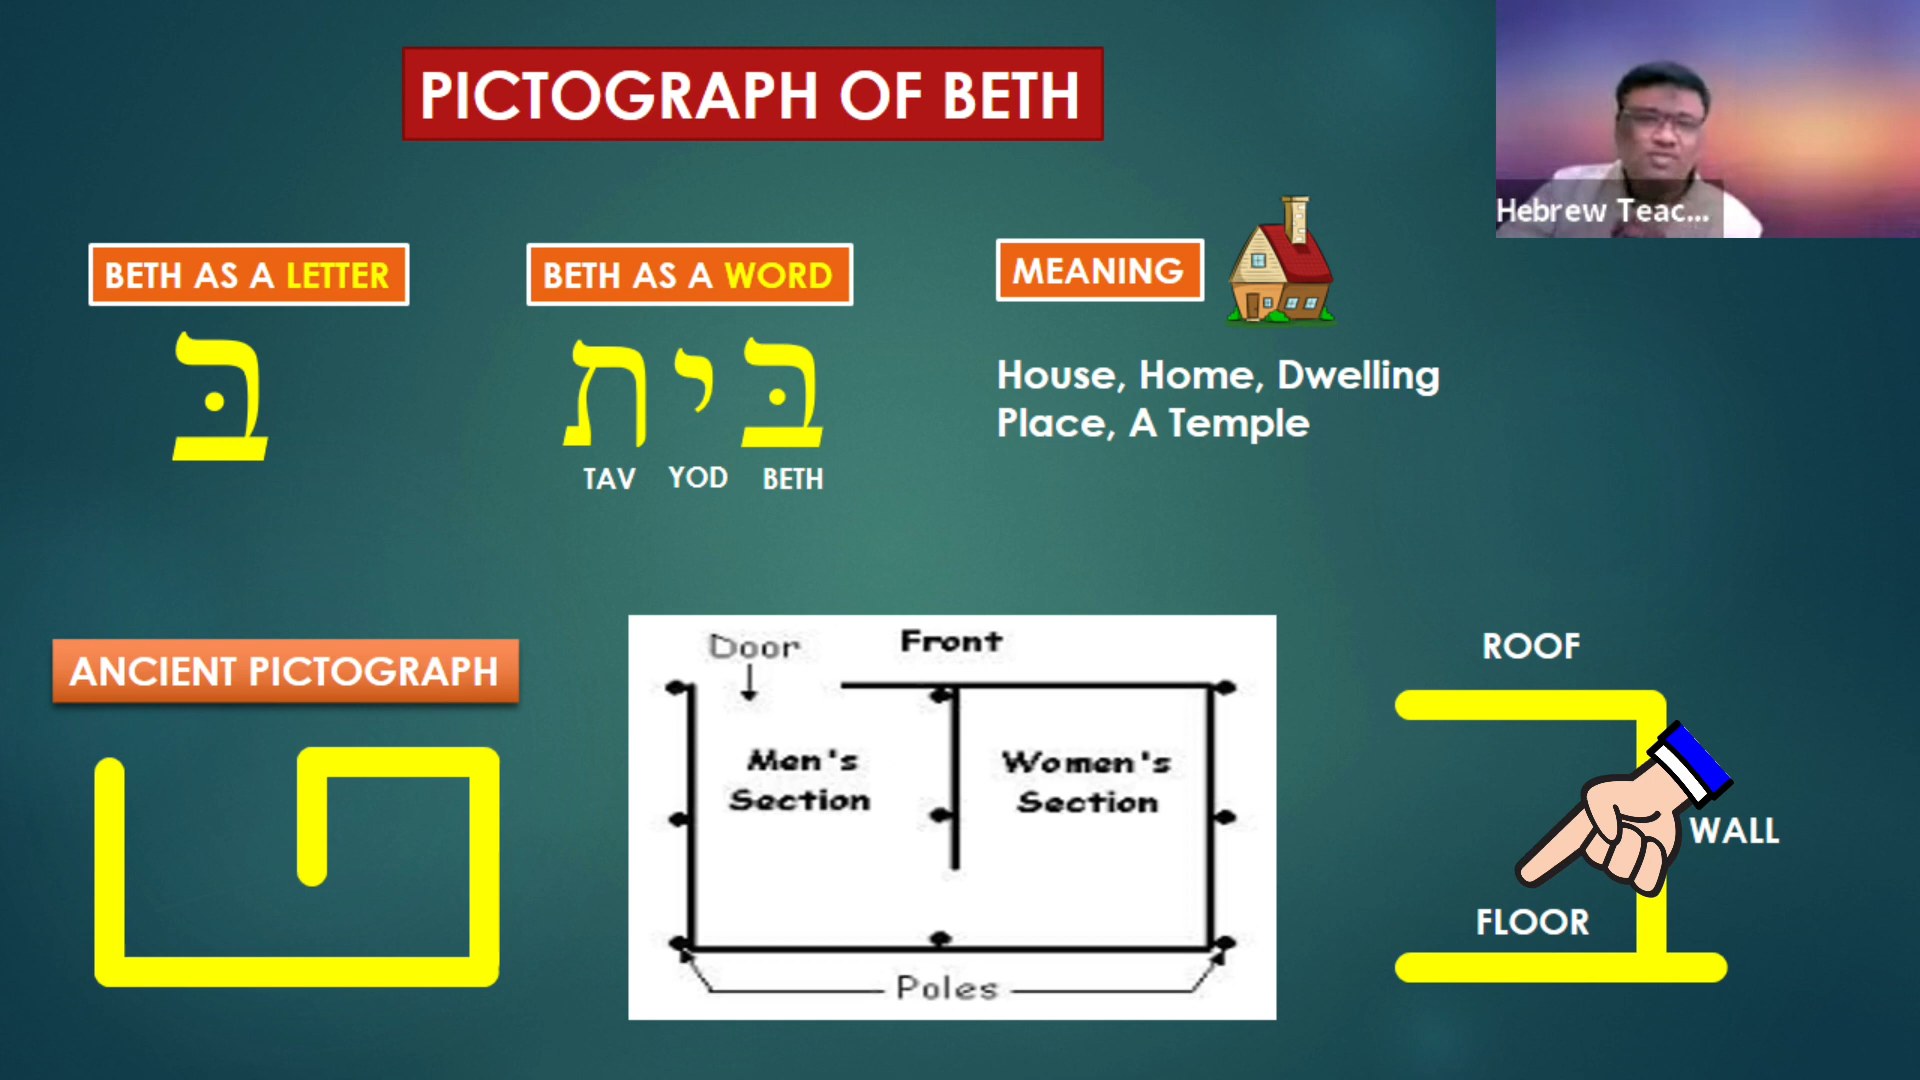 PICTOGRAPH OF BETH
Hebrew Teac...
BETH AS A LETTER
בּ
BETH AS A WORD
בּית
TAV YOD BETH
MEANING
House, Home, Dwelling
Place, A Temple
ANCIENT PICTOGRAPH
Door
Front
Men's
Section
Women's
Section
Poles
ROOF
WALL
FLOOR